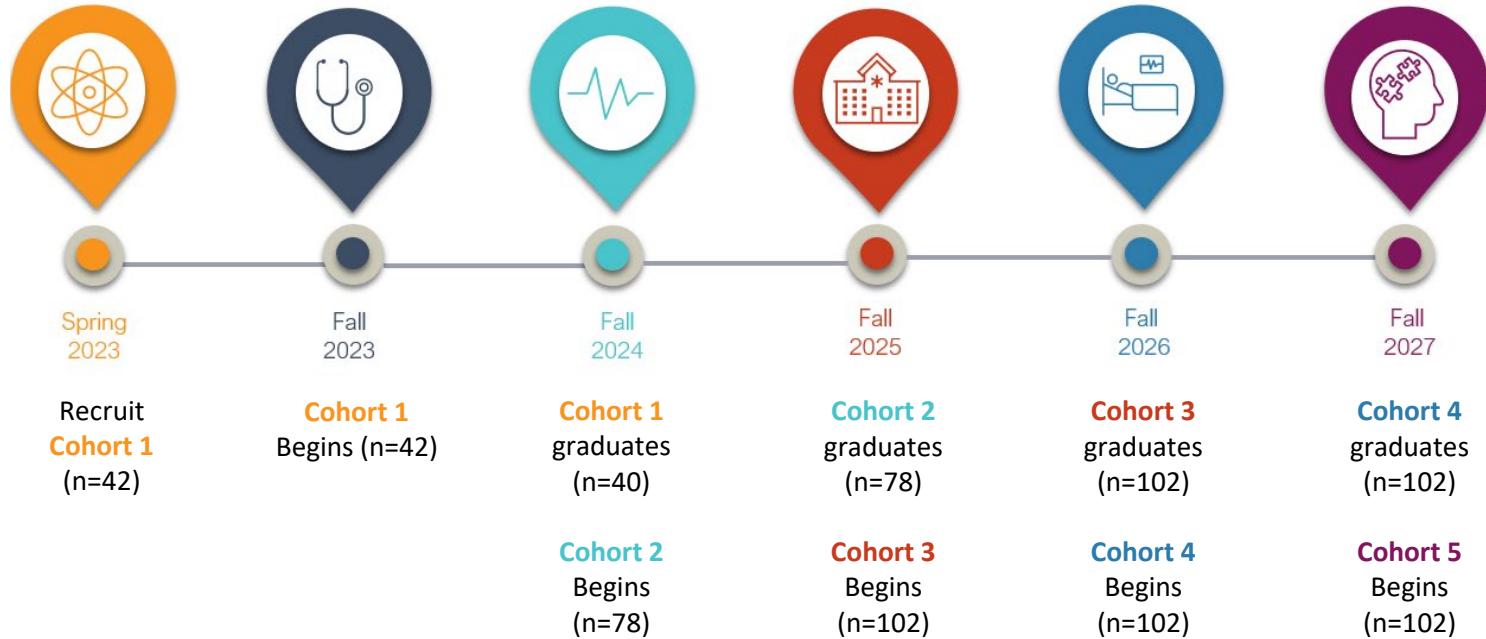 Spring
2023
Fall
2023
Fall
2024
Fall
2025
Fall
2026
Fall
2027
Recruit
Cohort 1
(n=42)
Cohort 1
Begins (n=42)
Cohort 1
graduates
(n=40)
Cohort 2
Begins
(n=78)
Cohort 2
graduates
(n=78)
Cohort 3
Begins
(n=102)
Cohort 3
graduates
(n=102)
Cohort 4
Begins
(n=102)
Cohort 4
graduates
(n=102)
Cohort 5
Begins
(n=102)